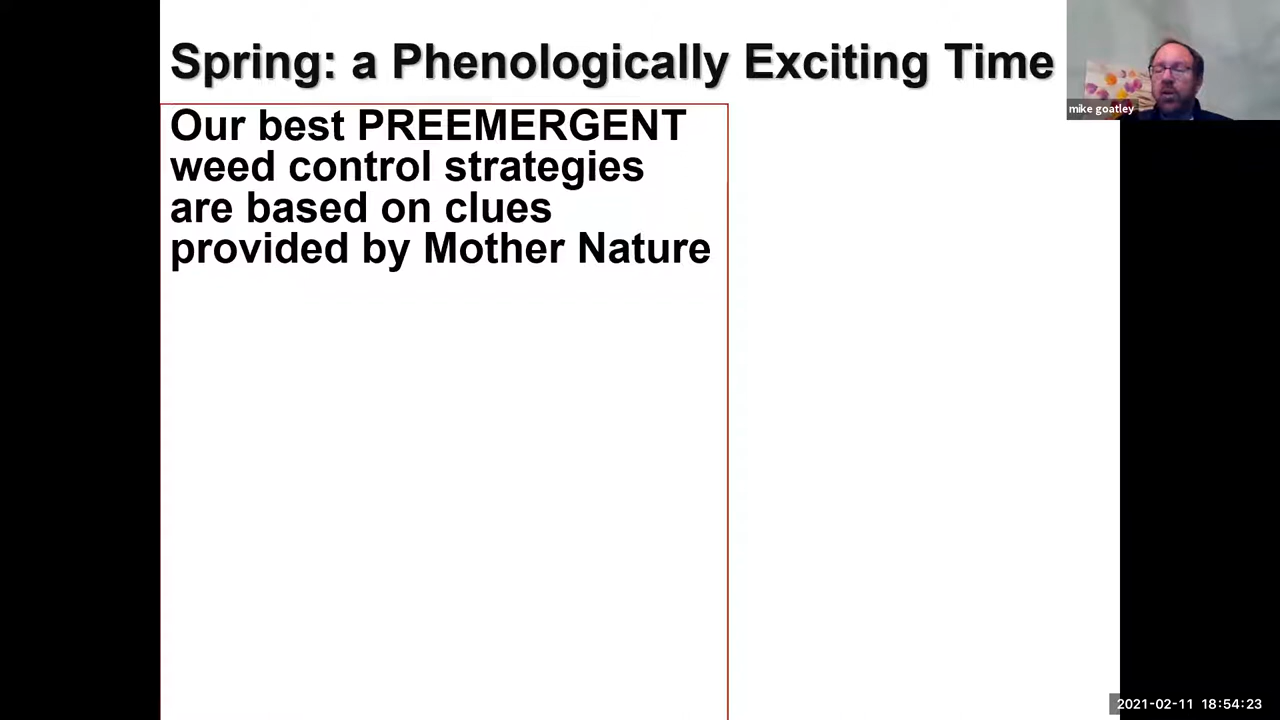 Spring: a Phenologically Exciting Time
Our best PREEMERGENT
weed control strategies
are based on clues
provided by Mother Nature
mike goatley
2021-02-11 18:54:23